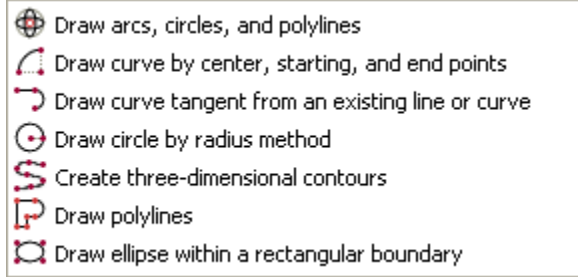 Draw arcs, circles, and polylines
Draw curve by center, starting, and end points
Draw curve tangent from an existing line or curve
Draw circle by radius method
Create three-dimensional contours
Draw polylines
Draw ellipse within a rectangular boundary